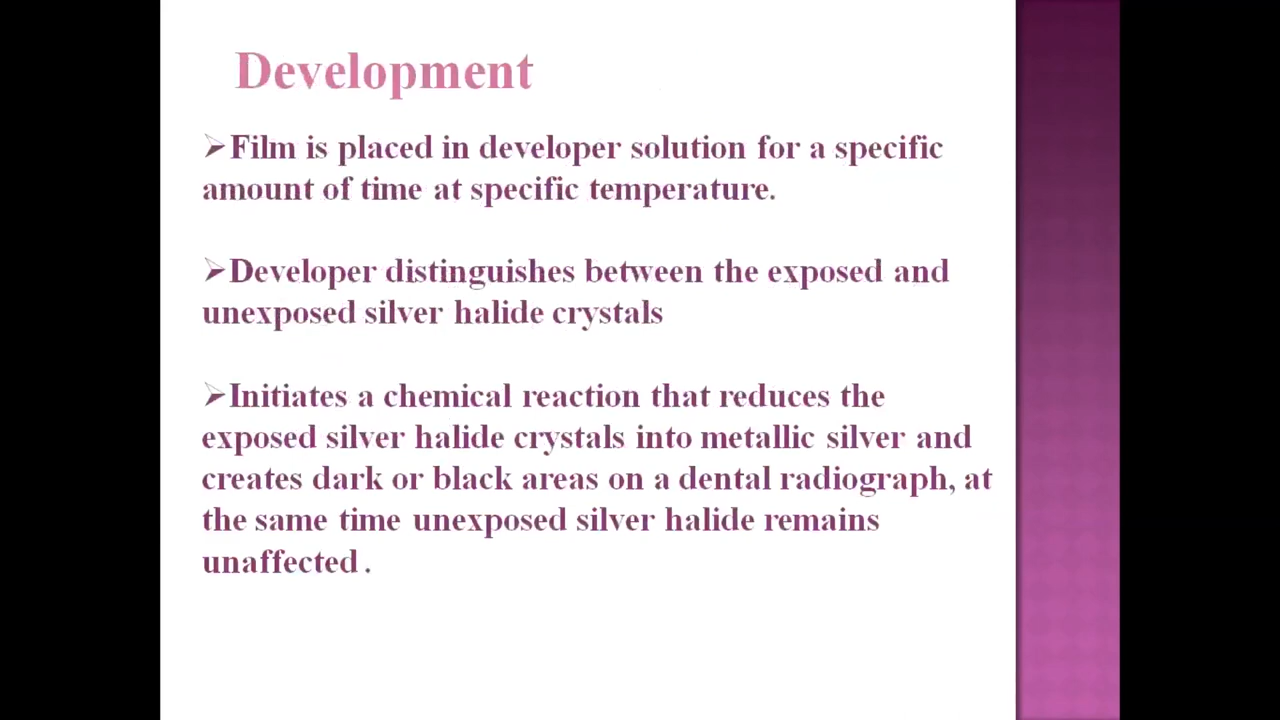 Development
➢Film is placed in developer solution for a specific
amount of time at specific temperature.
➢Developer distinguishes between the exposed and
unexposed silver halide crystals
➢Initiates a chemical reaction that reduces the
exposed silver halide crystals into metallic silver and
creates dark or black areas on a dental radiograph, at
the same time unexposed silver halide remains
unaffected .